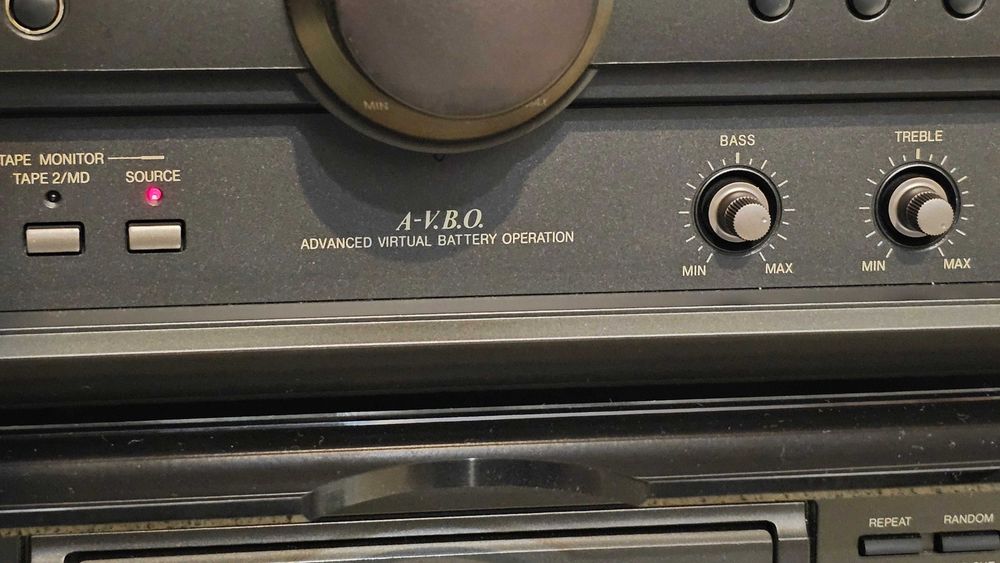 MIN
TAPE MONITOR
TAPE 2/MD
SOURCE
A-V.B.O.
ADVANCED VIRTUAL BATTERY OPERATION
BASS
MIN
MAX
TREBLE
MIN
MAX
REPEAT
RANDOM